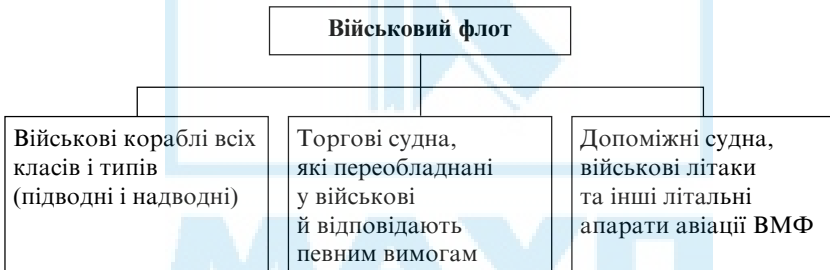 Військовий флот
Військові кораблі всіх
класів і типів
(підводні і надводні)
Торгові судна,
які переобладнані
у військові
й відповідають
певним вимогам
Допоміжні судна,
військові літаки
та інші літальні
апарати авіації ВМФ
МАУП